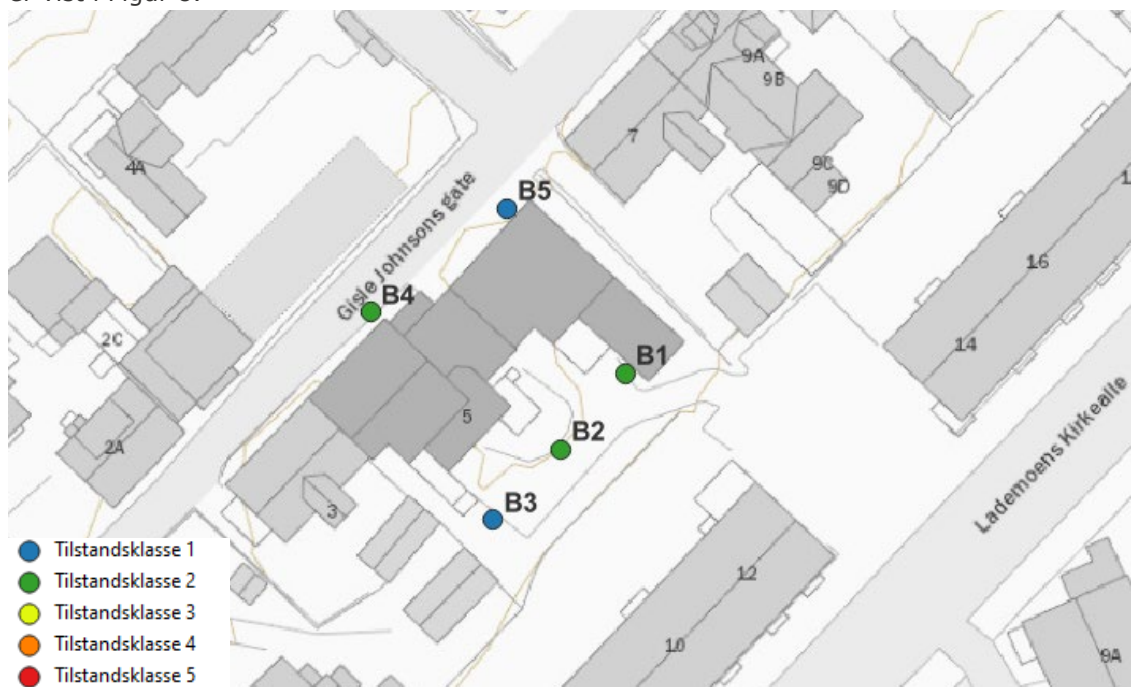 9A
9B
7
4A
9C
9D
B5
Gisle Johnsons gate
16
B4
2C
14
B1
5
B2
2A
Lademoens Kirkealle
B3
3
12
10
9A
Tilstandsklasse 1
Tilstandsklasse 2
Tilstandsklasse 3
Tilstandsklasse 4
Tilstandsklasse 5